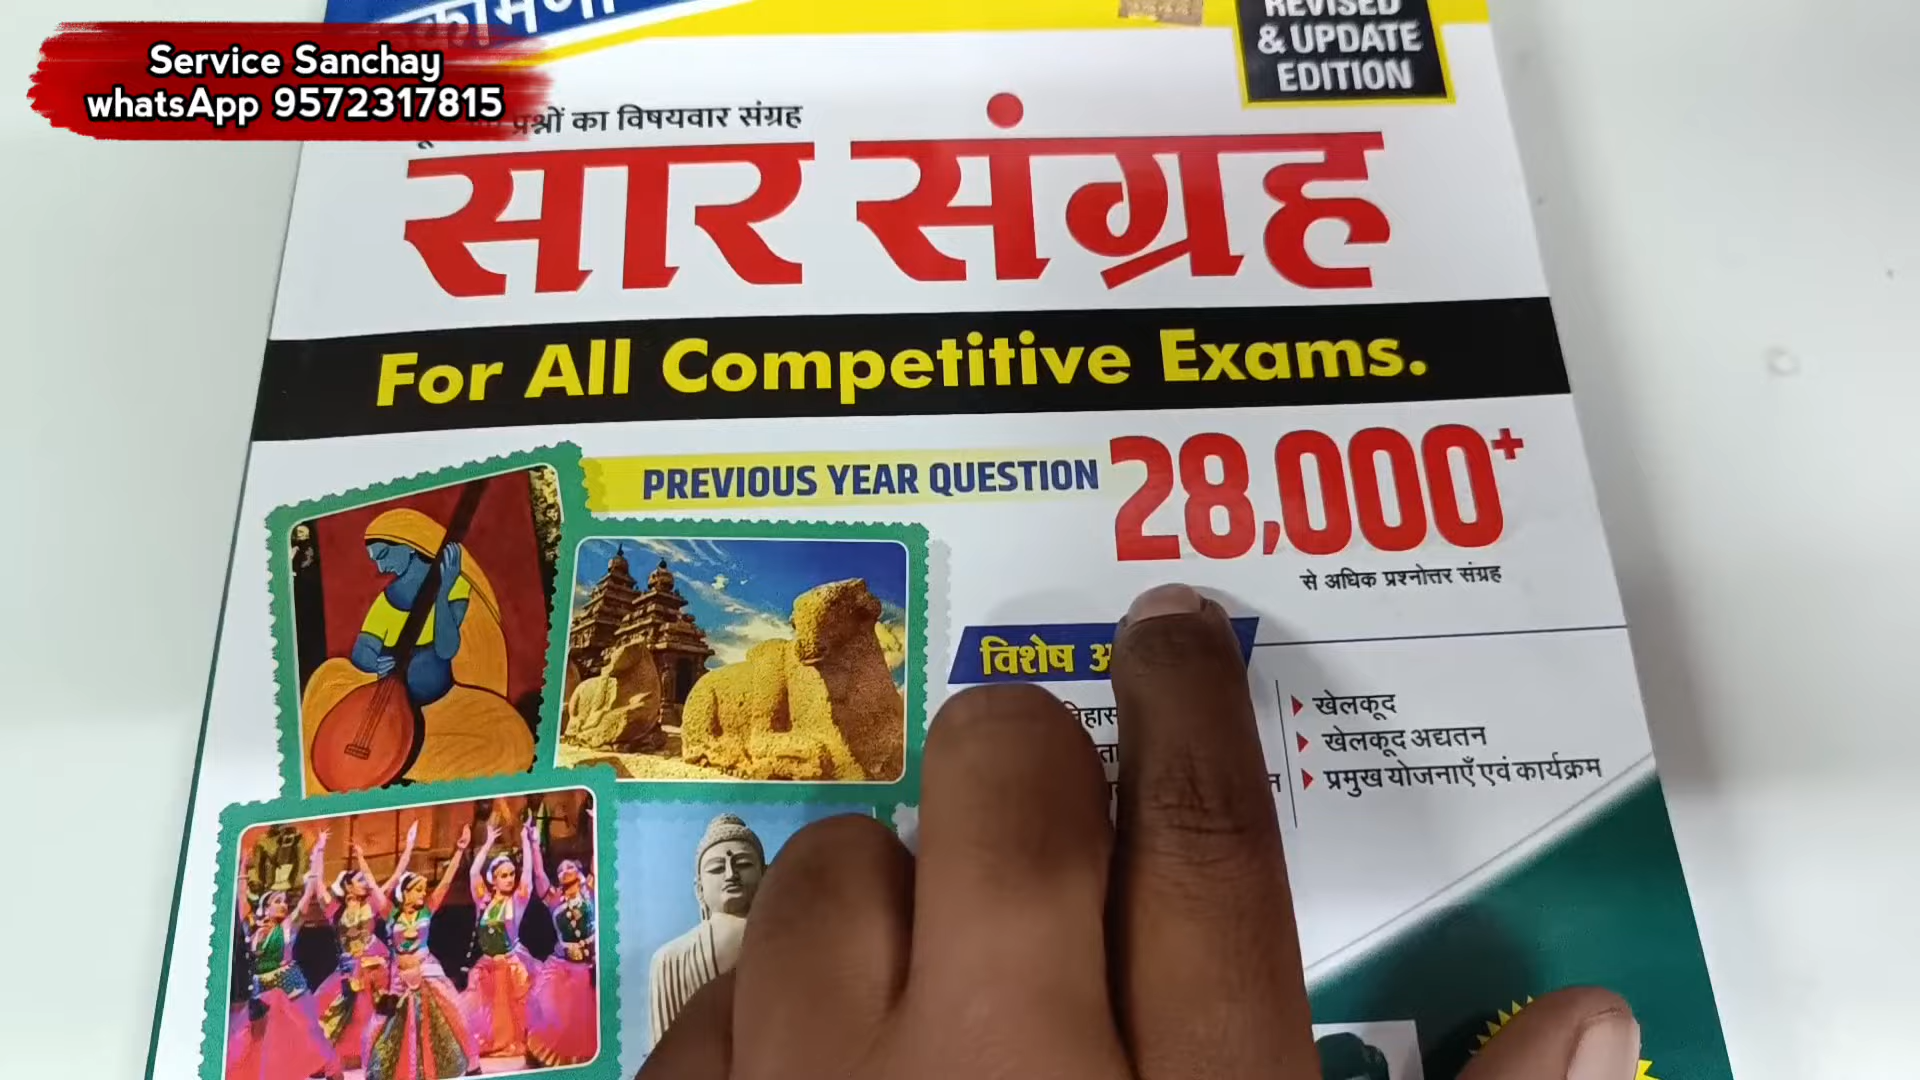 Service Sanchay
whatsApp 9572317815
REVISED
& UPDATE
EDITION
प्रश्नों का विषयवार संग्रह
सार संग्रह
For All Competitive Exams.
PREVIOUS YEAR QUESTION 28,000+
से अधिक प्रश्नोत्तर संग्रह
विशेष
खेलकूद
खेलकूद अद्यतन
प्रमुख योजनाएँ एवं कार्यक्रम